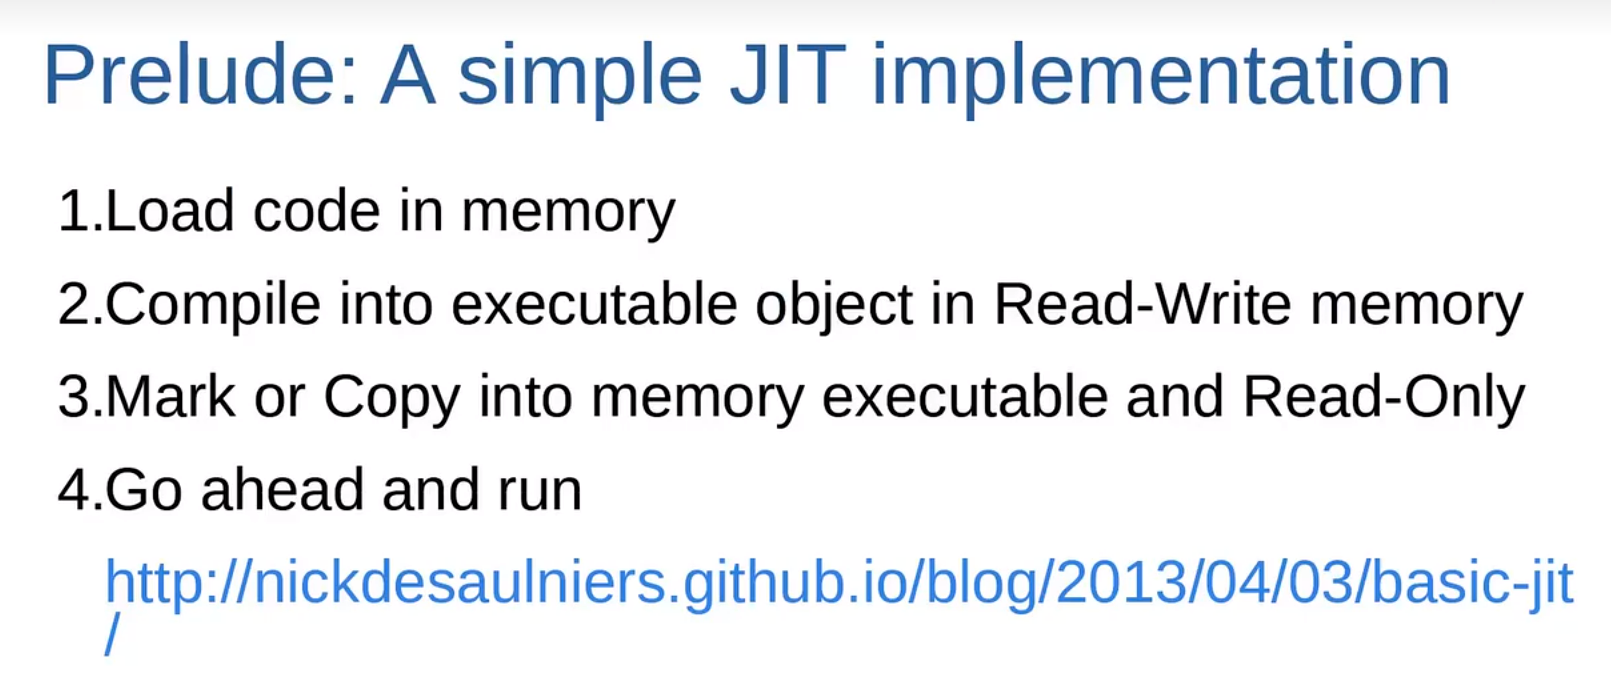 Prelude: A simple JIT implementation
1.Load code in memory
2.Compile into executable object in Read-Write memory
3.Mark or Copy into memory executable and Read-Only
4.Go ahead and run
http://nickdesaulniers.github.io/blog/2013/04/03/basic-jit
/